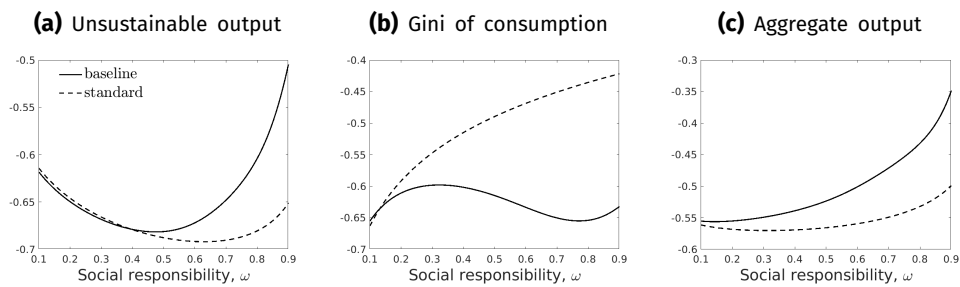 (a) Unsustainable output
(b) Gini of consumption
(c) Aggregate output
-0.5
-0.55
-0.6
-0.65
-0.7
baseline
standard
0.1 0.2 0.3 0.4 0.5 0.6 0.7 0.8 0.9
Social responsibility, ω
-0.4
-0.45
-0.5
-0.55
-0.6
-0.65
-0.7
0.1 0.2 0.3 0.4 0.5 0.6 0.7 0.8 0.9
Social responsibility, ω
-0.3
-0.35
-0.4
-0.45
-0.5
-0.55
-0.6
0.1 0.2 0.3 0.4 0.5 0.6 0.7 0.8 0.9
Social responsibility, ω